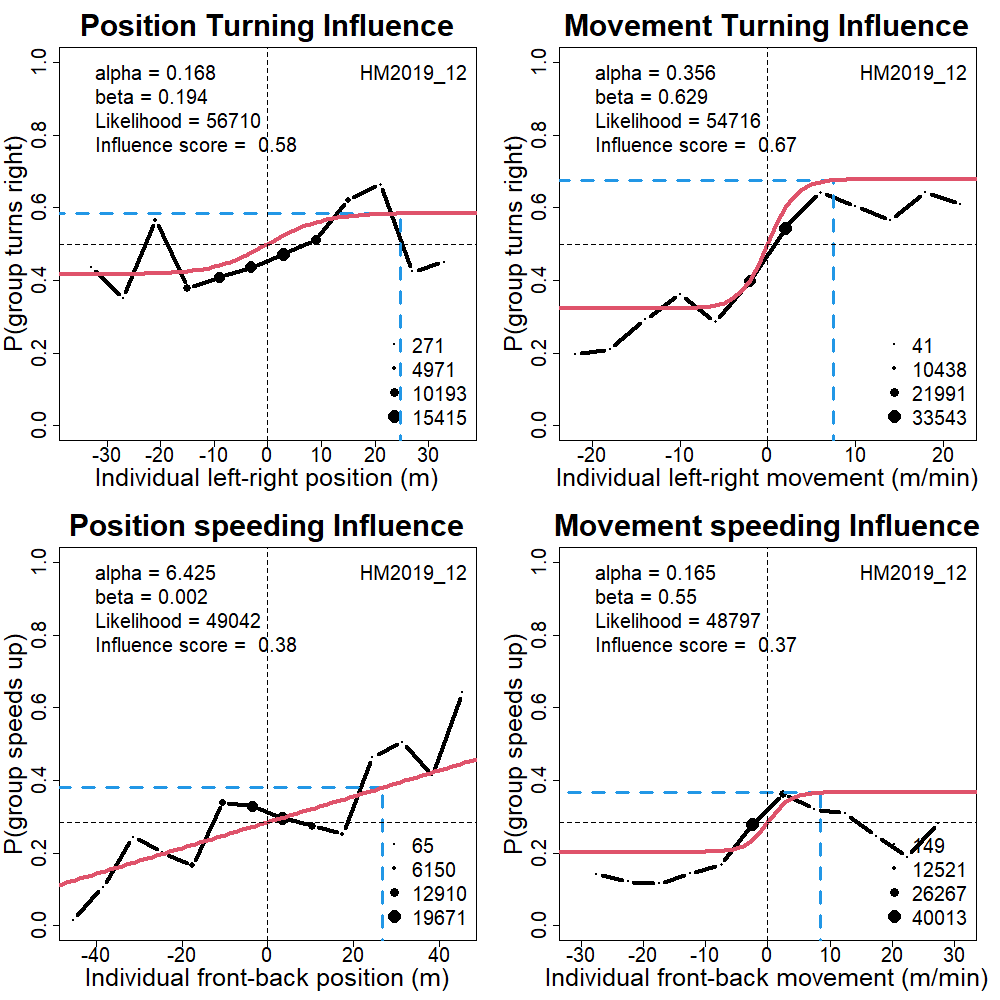 Position Turning Influence
alpha = 0.168
HM2019_12
beta = 0.194
Likelihood = 56710
Influence score = 0.58
P(group turns right)
1.0
0.8
0.6
0.4
0.2
0.0
271
4971
10193
15415
-30 -20 -10 0 10 20 30
Individual left-right position (m)
Movement Turning Influence
alpha = 0.356
HM2019_12
beta = 0.629
Likelihood = 54716
Influence score = 0.67
P(group turns right)
1.0
0.8
0.6
0.4
0.2
0.0
41
10438
21991
33543
-20 -10 0 10 20
Individual left-right movement (m/min)
Position speeding Influence
alpha = 6.425
HM2019_12
beta = 0.002
Likelihood = 49042
Influence score = 0.38
P(group speeds up)
1.0
0.8
0.6
0.4
0.2
0.0
65
6150
12910
19671
-40 -20 0 20 40
Individual front-back position (m)
Movement speeding Influence
alpha = 0.165
HM2019_12
beta = 0.55
Likelihood = 48797
Influence score = 0.37
P(group speeds up)
1.0
0.8
0.6
0.4
0.2
0.0
149
12521
26267
40013
-30 -20 -10 0 10 20 30
Individual front-back movement (m/min)